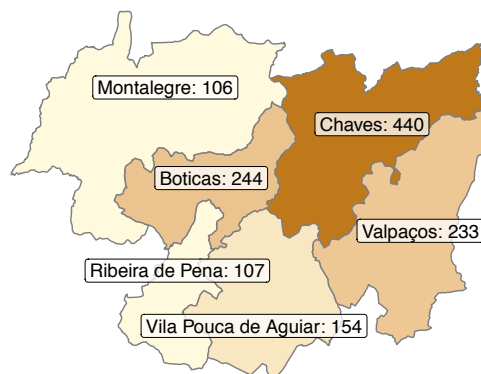 Montalegre: 106
Chaves: 440
Boticas: 244
Valpaços: 233
Ribeira de Pena: 107
Vila Pouca de Aguiar: 154